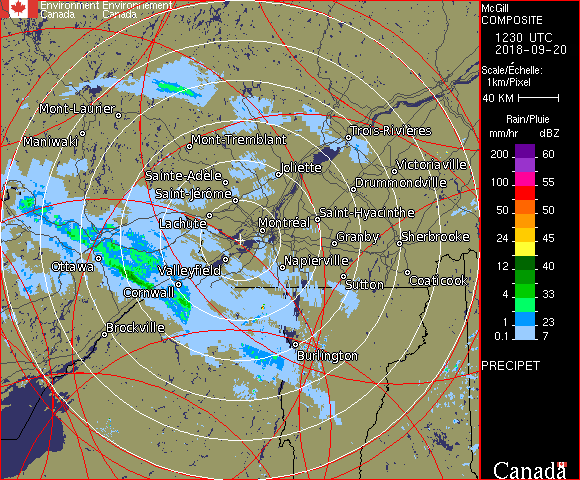 Environment Environnement
Canada Canada
McGill
COMPOSITE
1230 UTC
2018-09-20
Scale/Échelle:
1km/Pixel
40 KM
Rain/Pluie
mm/hr dBZ
200 60
100 55
50 50
24 45
12 40
4 33
1 23
0.1 7
PRECIPET
Canada
Mont-Laurier
Maniwaki
Mont-Tremblant
Trois-Rivières
Sainte-Adèle
Joliette
Victoriaville
Saint-Jérôme
Drummondville
Lachute
Montréal
Saint-Hyacinthe
Granby
Sherbrooke
Ottawa
Valleyfield
Napierville
Cornwall
Sutton
Coaticook
Brockville
Burlington